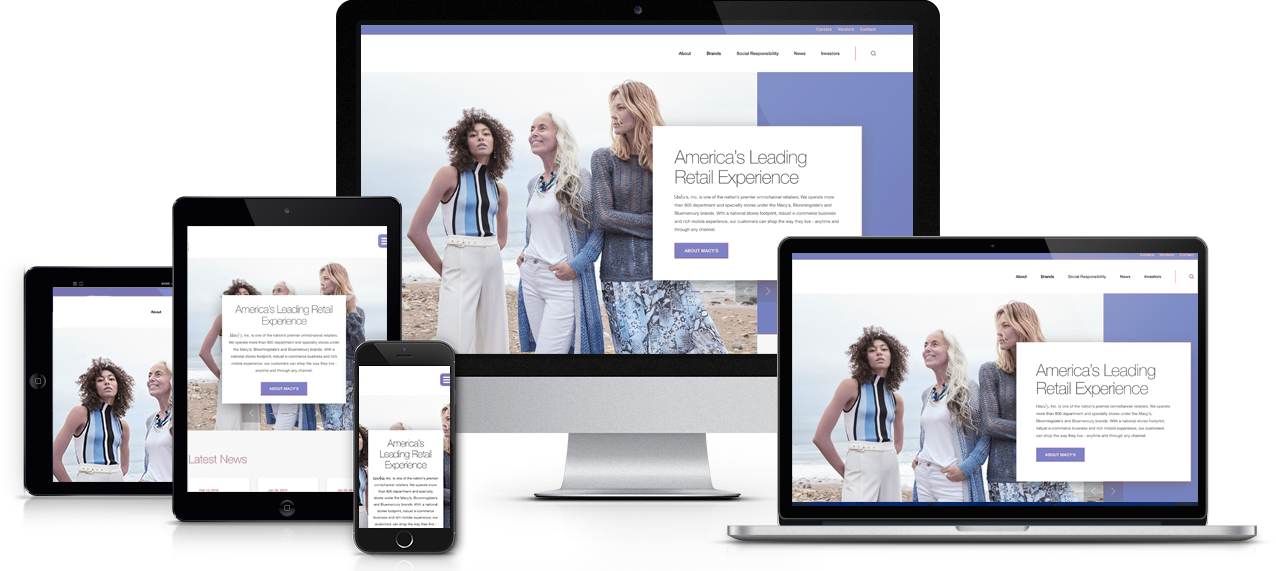 Careers Vendors Contact
About Brands Social Responsibility News Investors
America's Leading
Retail Experience
Inc. is one of the nation's premier omnichannel retailers. We operate
more than 800 department and specialty stores under the Macy's, Bloomingdale's and
Bluemercury brands. With a national stores footprint, robust e-commerce business
and rich mobile experience, our customers can shop the way they live - anytime and
through any channel.
ABOUT MACY'S
About
America's Leading Retail
Experience
Inc. is one of the nation's premier omnichannel retailers.
We operate more than 800 department and specialty stores under
the Macy's, Bloomingdale's and Bluemercury brands. With a
national stores footprint, robust e-commerce business and rich
mobile experience, our customers can shop the way they live
- anytime and through any channel.
ABOUT MACY'S
Latest News
America's
Leading Retail
Experience
Inc. is one of the nation's premier
omnichannel retailers. We operate more
than 800 department and specialty
stores under the Macy's,
Bloomingdale's and Bluemercury
brands. With a national stores
footprint, robust e-commerce business
and rich mobile experience, our
customers can shop the way they live -
Careers Vendors Contact
About Brands Social Responsibility News Investors
America's Leading
Retail Experience
Macy's, Inc. is one of the nation's premier omnichannel retailers. We operate
more than 800 department and specialty stores under the Macy's,
Bloomingdale's and Bluemercury brands. With a national stores footprint,
robust e-commerce business and rich mobile experience, our customers
can shop the way they live - anytime and through any channel.
ABOUT MACY'S